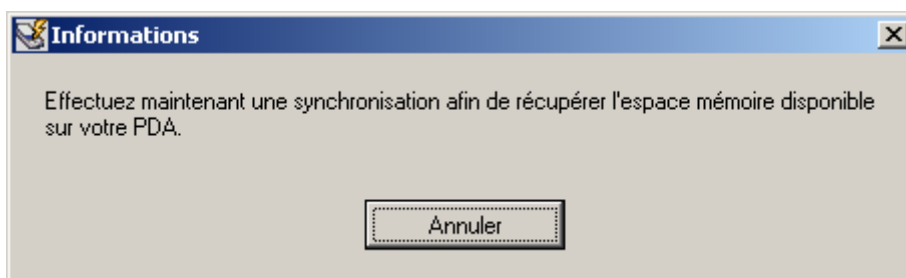 Informations
Effectuez maintenant une synchronisation afin de récupérer l'espace mémoire disponible
sur votre PDA.
Annuler